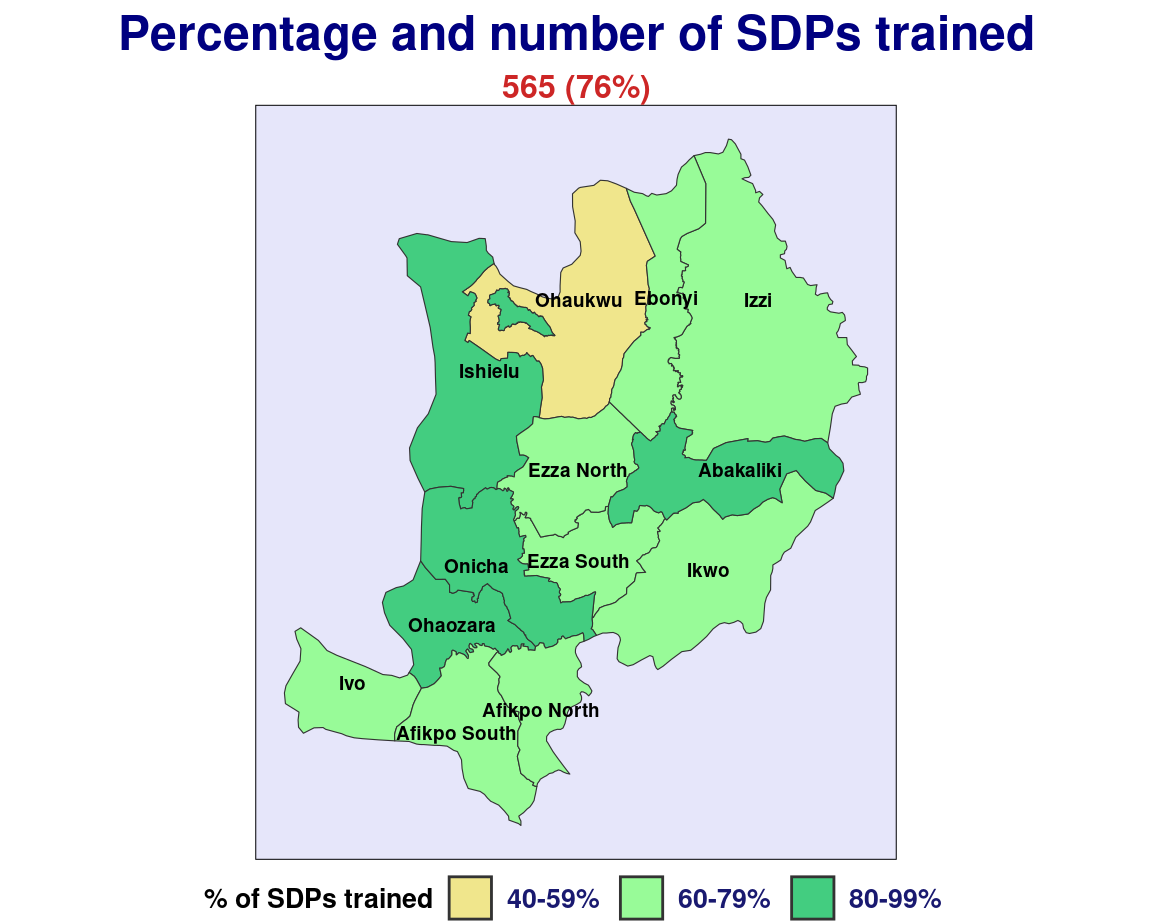 Percentage and number of SDPs trained
565 (76%)
Ohaukwu
Ebonyi
Izzi
Ishielu
Ezza North
Abakaliki
Onicha
Ezza South
Ikwo
Ohaozara
Ivo
Afikpo North
Afikpo South
% of SDPs trained 40-59% 60-79% 80-99%